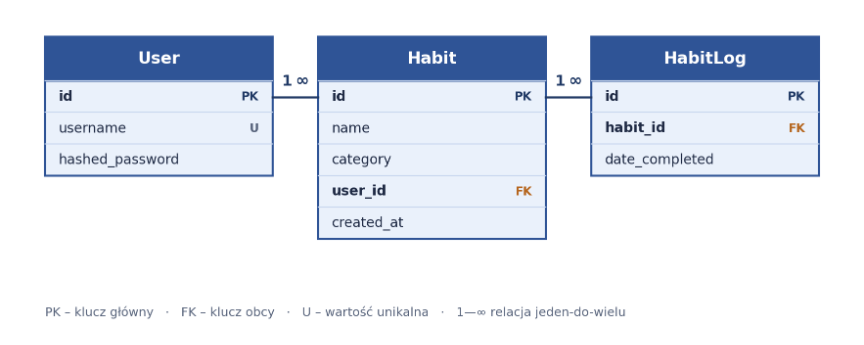 User
id PK
username U
hashed_password
1 ∞
Habit
id PK
name
category
user_id FK
created_at
1 ∞
HabitLog
id PK
habit_id FK
date_completed
PK – klucz główny · FK – klucz obcy · U – wartość unikalna · 1—∞ relacja jeden-do-wielu